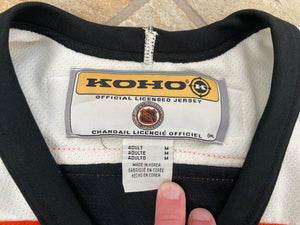 KOHO
OFFICIAL LICENSED JERSEY
CHANDAIL LICENCIÉ OFFICIEL
ADULT M
ADULTE M
ADULTO M
MADE IN KOREA
FABRIQUÉ EN CORÉE
HECHO EN COREA